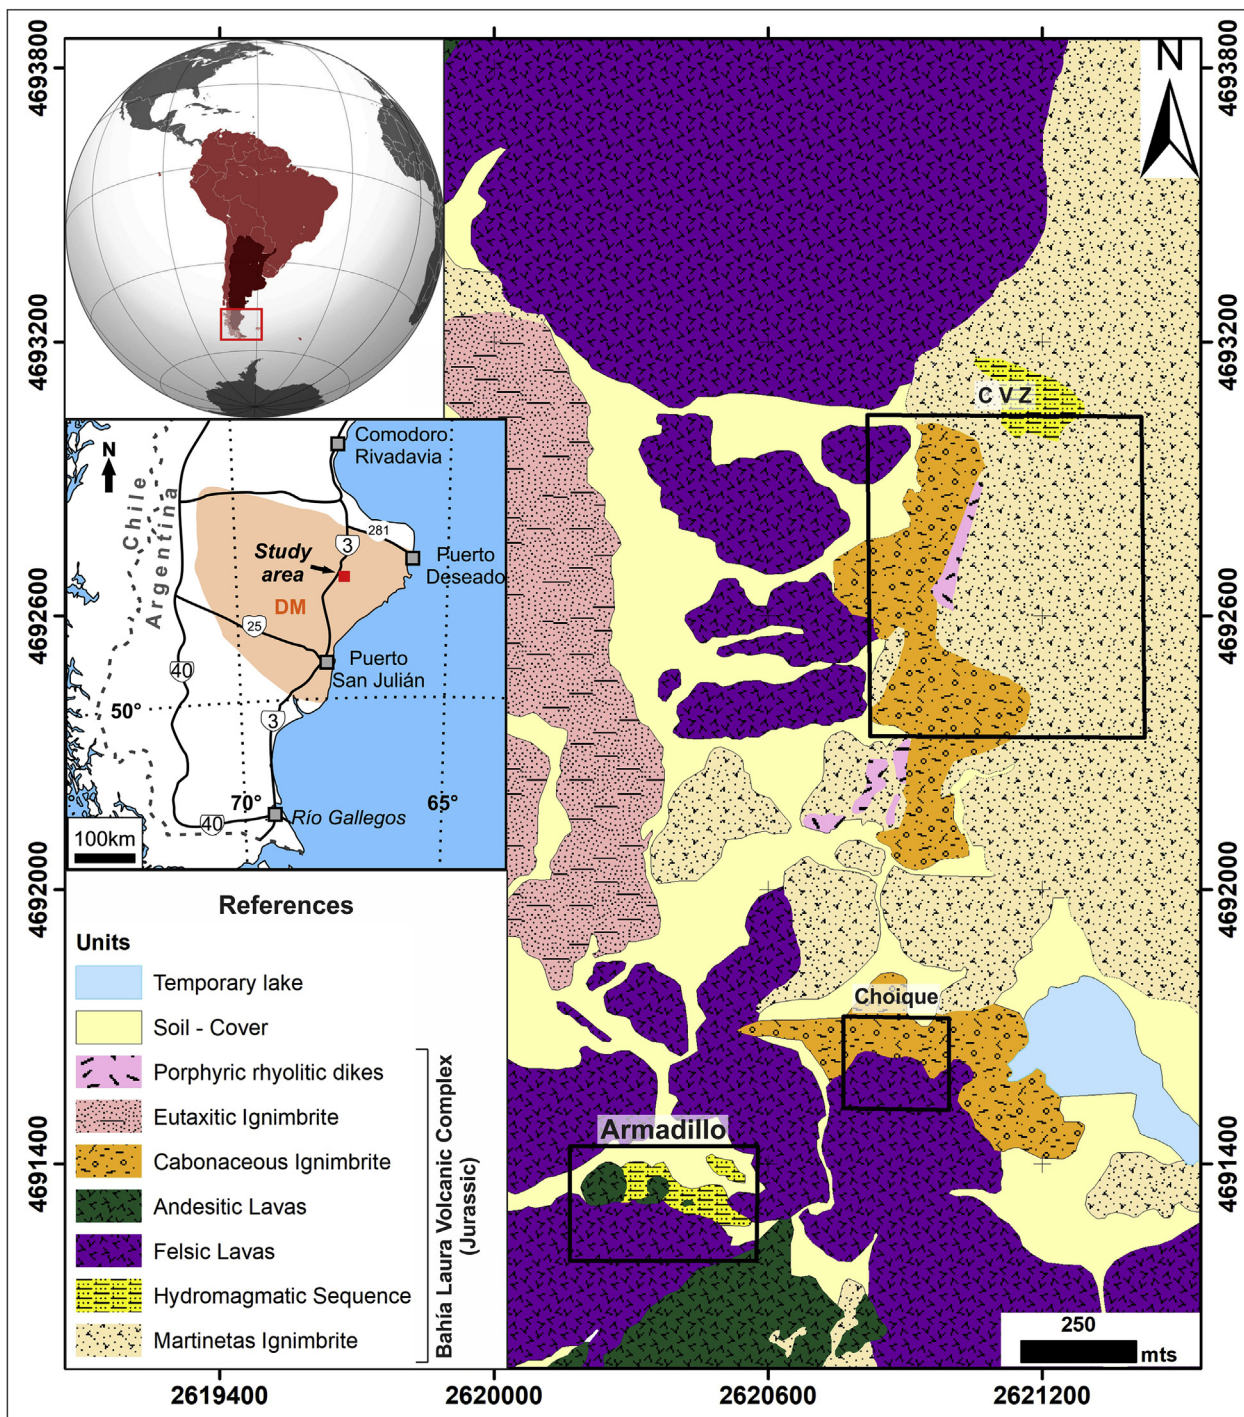 4693800
4693200
4692600
4692000
4691400
4693800
4693200
4692600
4692000
4691400
2619400
2620000
2620600
2621200
N
C V Z
Choique
Armadillo
250
mts
N
Comodoro
Rivadavia
Chile
Argentina
281
3
Study
area
Puerto
Deseado
DM
25
40
Puerto
San Julián
50°
3
70°
65°
40
Río Gallegos
100km
References
Units
Temporary lake
Soil - Cover
Porphyric rhyolitic dikes
Eutaxitic Ignimbrite
Cabonaceous Ignimbrite
Andesitic Lavas
Felsic Lavas
Hydromagmatic Sequence
Martinetas Ignimbrite
Bahía Laura Volcanic Complex
(Jurassic)